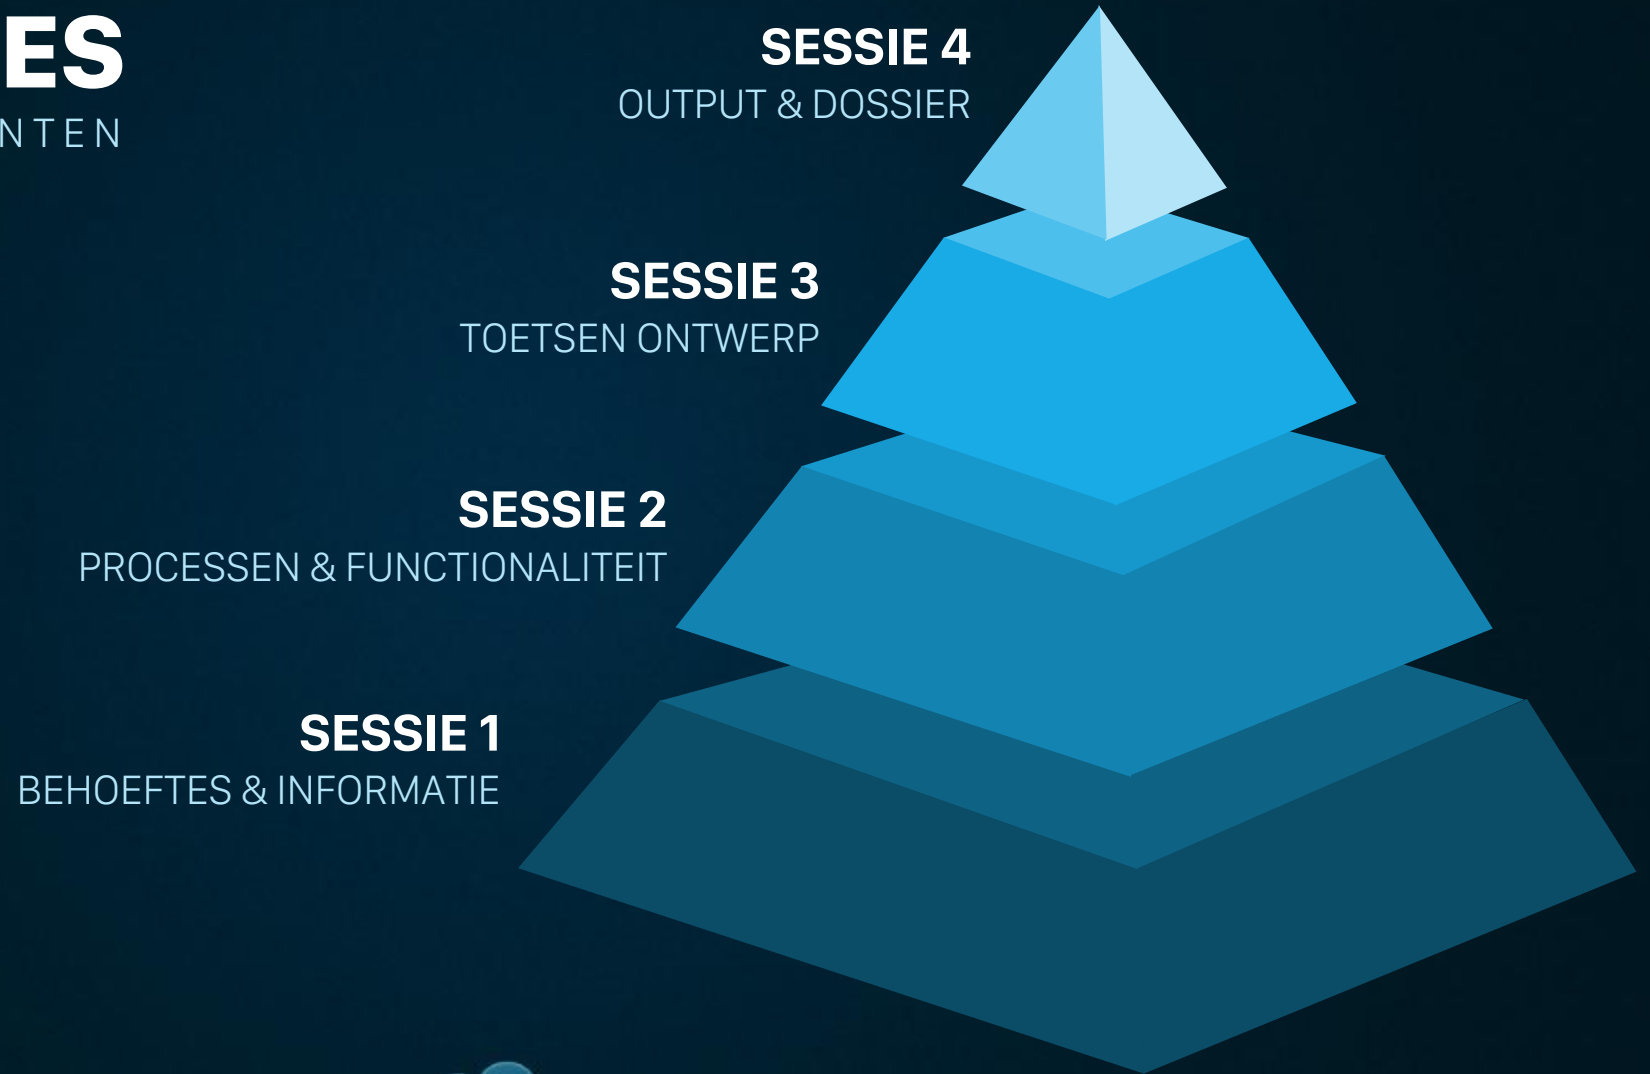 ES
NTEN
SESSIE 4
OUTPUT & DOSSIER
SESSIE 3
TOETSEN ONTWERP
SESSIE 2
PROCESSEN & FUNCTIONALITEIT
SESSIE 1
BEHOEFTES & INFORMATIE